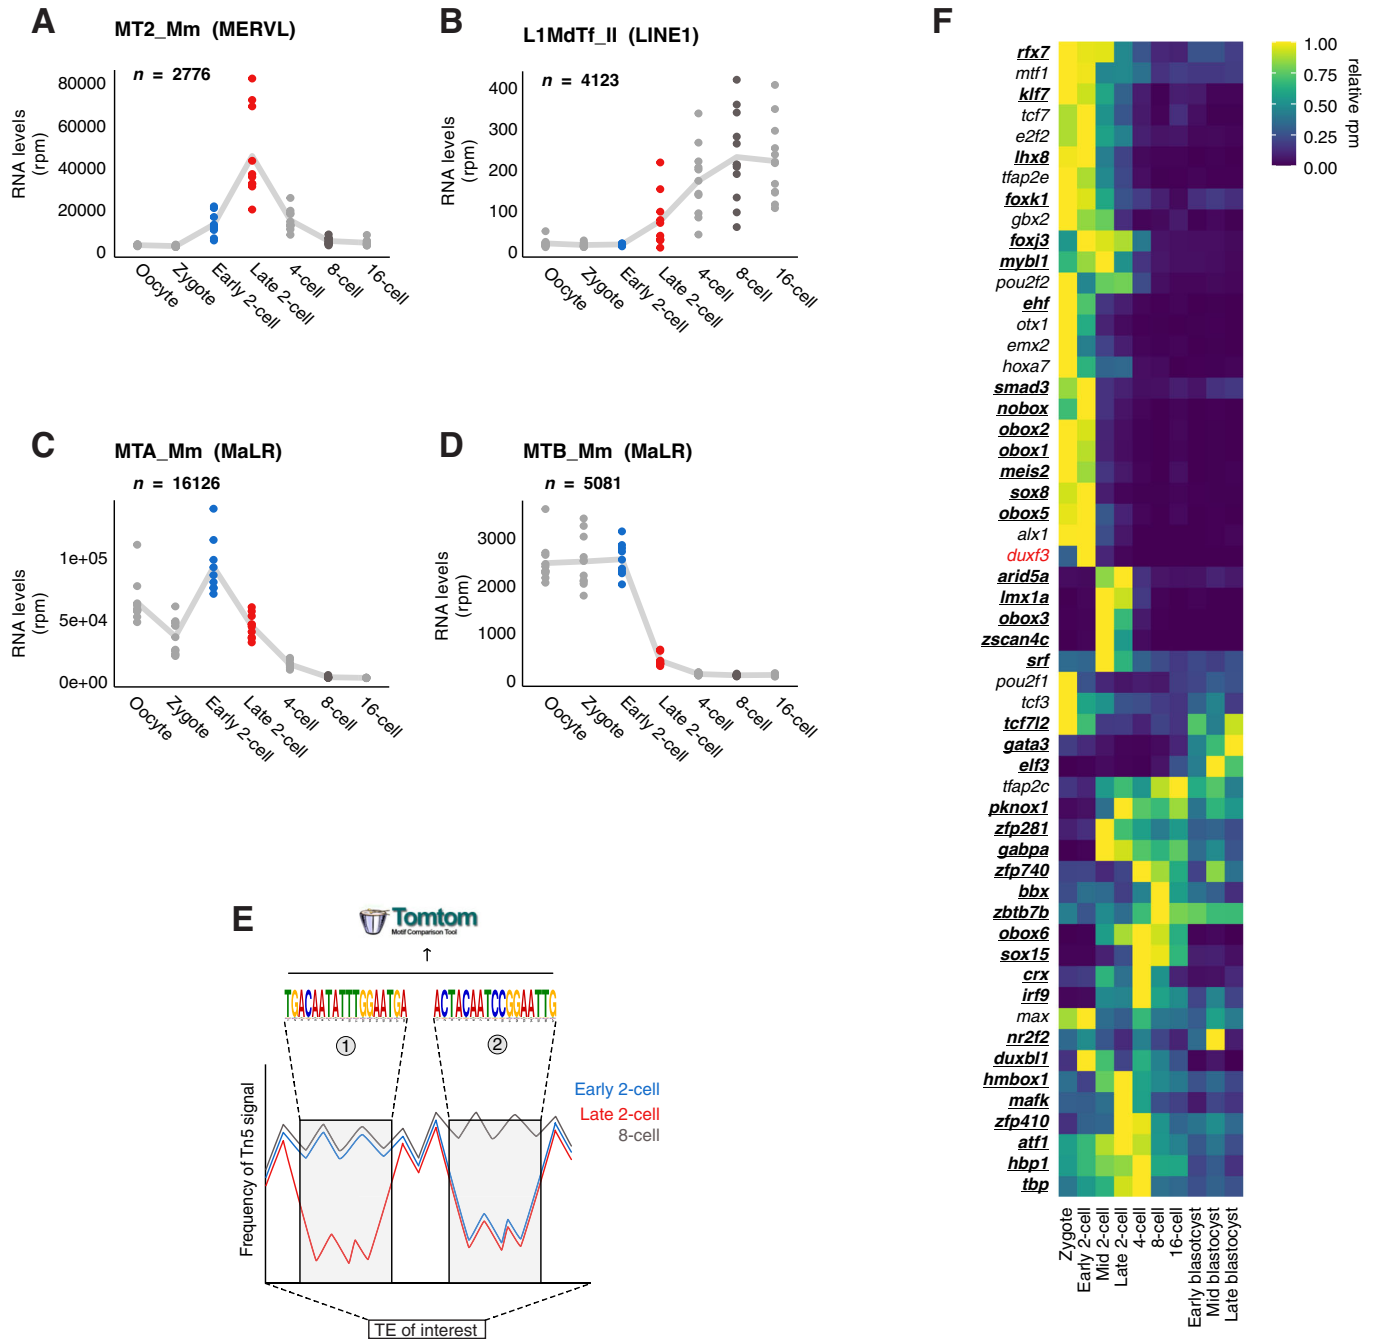 A
MT2_Mm (MERVL)
n = 2776
RNA levels
(rpm)
80000
60000
40000
20000
0
Oocyte
Zygote
Early 2-cell
Late 2-cell
4-cell
8-cell
16-cell
B
L1MdTf_II (LINE1)
n = 4123
RNA levels
(rpm)
400
300
200
100
0
Oocyte
Zygote
Early 2-cell
Late 2-cell
4-cell
8-cell
16-cell
C
MTA_Mm (MaLR)
n = 16126
RNA levels
(rpm)
1e+05
5e+04
0e+00
Oocyte
Zygote
Early 2-cell
Late 2-cell
4-cell
8-cell
16-cell
D
MTB_Mm (MaLR)
n = 5081
RNA levels
(rpm)
3000
2000
1000
0
Oocyte
Zygote
Early 2-cell
Late 2-cell
4-cell
8-cell
16-cell
E
Tomtom
Motif Comparison Tool
↑
TGACAATATTTGGAATGA
ACTACAATCCGGAATTG
1
2
Early 2-cell
Late 2-cell
8-cell
Frequency of Tn5 signal
TE of interest
F
rfx7
mtf1
klf7
tcf7
e2f2
lhx8
tfap2e
foxk1
gbx2
foxj3
mybl1
pou2f2
ehf
otx1
emx2
hoxa7
smad3
nobox
obox2
obox1
meis2
sox8
obox5
alx1
duxf3
arid5a
lmx1a
obox3
zscan4c
srf
pou2f1
tcf3
tcf7l2
gata3
elf3
tfap2c
pknox1
zfp281
gabpa
zfp740
bbx
zbtb7b
obox6
sox15
crx
irf9
max
nr2f2
duxbl1
hmbox1
mafk
zfp410
atf1
hbp1
tbp
Zygote
Early 2-cell
Mid 2-cell
Late 2-cell
4-cell
8-cell
16-cell
Early blasotcyst
Mid blastocyst
Late blastocyst
1.00
0.75
0.50
0.25
0.00
relative rpm